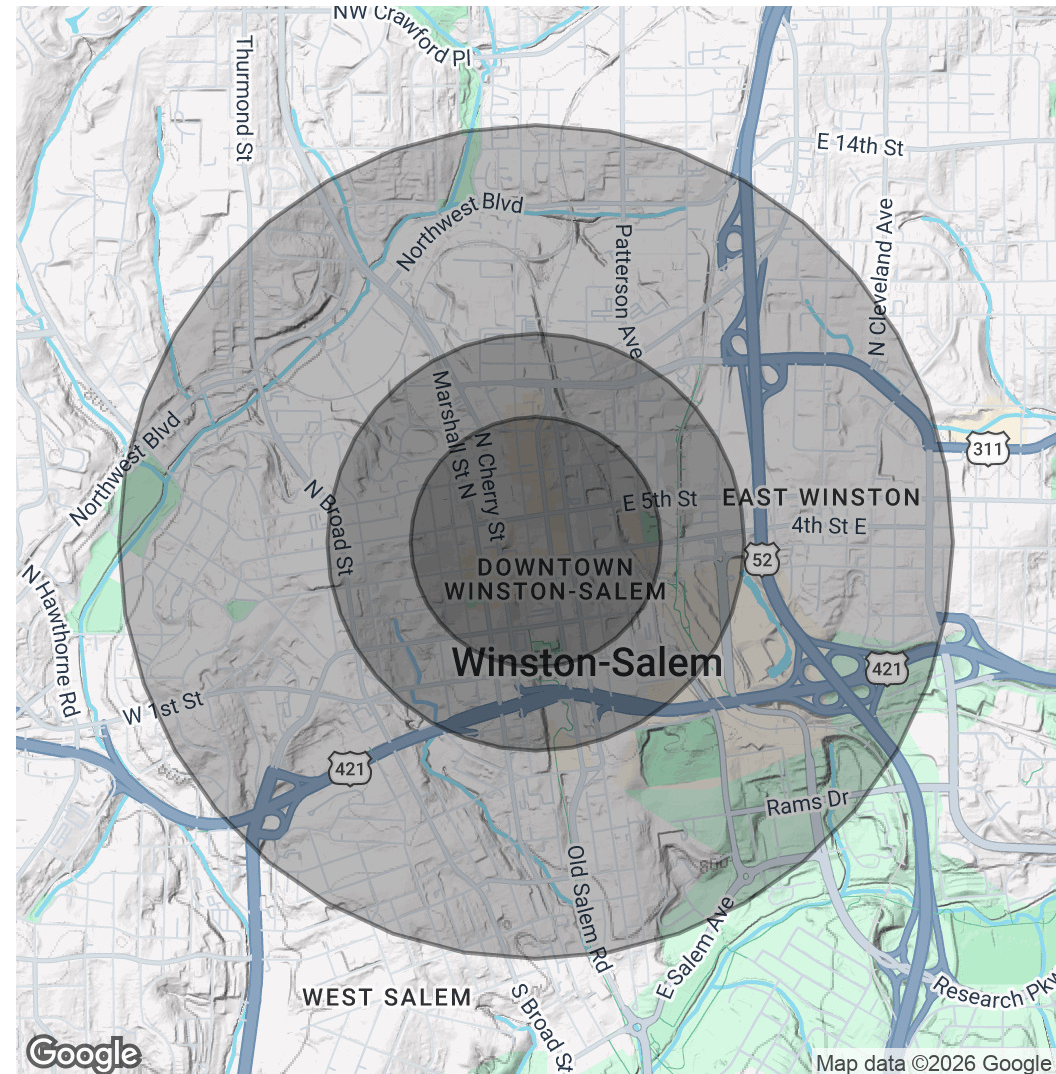 NW Crawford Pl
Thurmond St
E 14th St
Northwest Blvd
Patterson Ave
N Cleveland Ave
Marshall St N
N Cherry St
311
Northwest Blvd
N Broad St
E 5th St
EAST WINSTON
4th St E
52
DOWNTOWN
WINSTON-SALEM
N Hawthorne Rd
Winston-Salem
421
W 1st St
421
Rams Dr
Old Salem Rd
E Salem Ave
WEST SALEM
S Broad St
Research Pkw
Google
Map data ©2026 Google